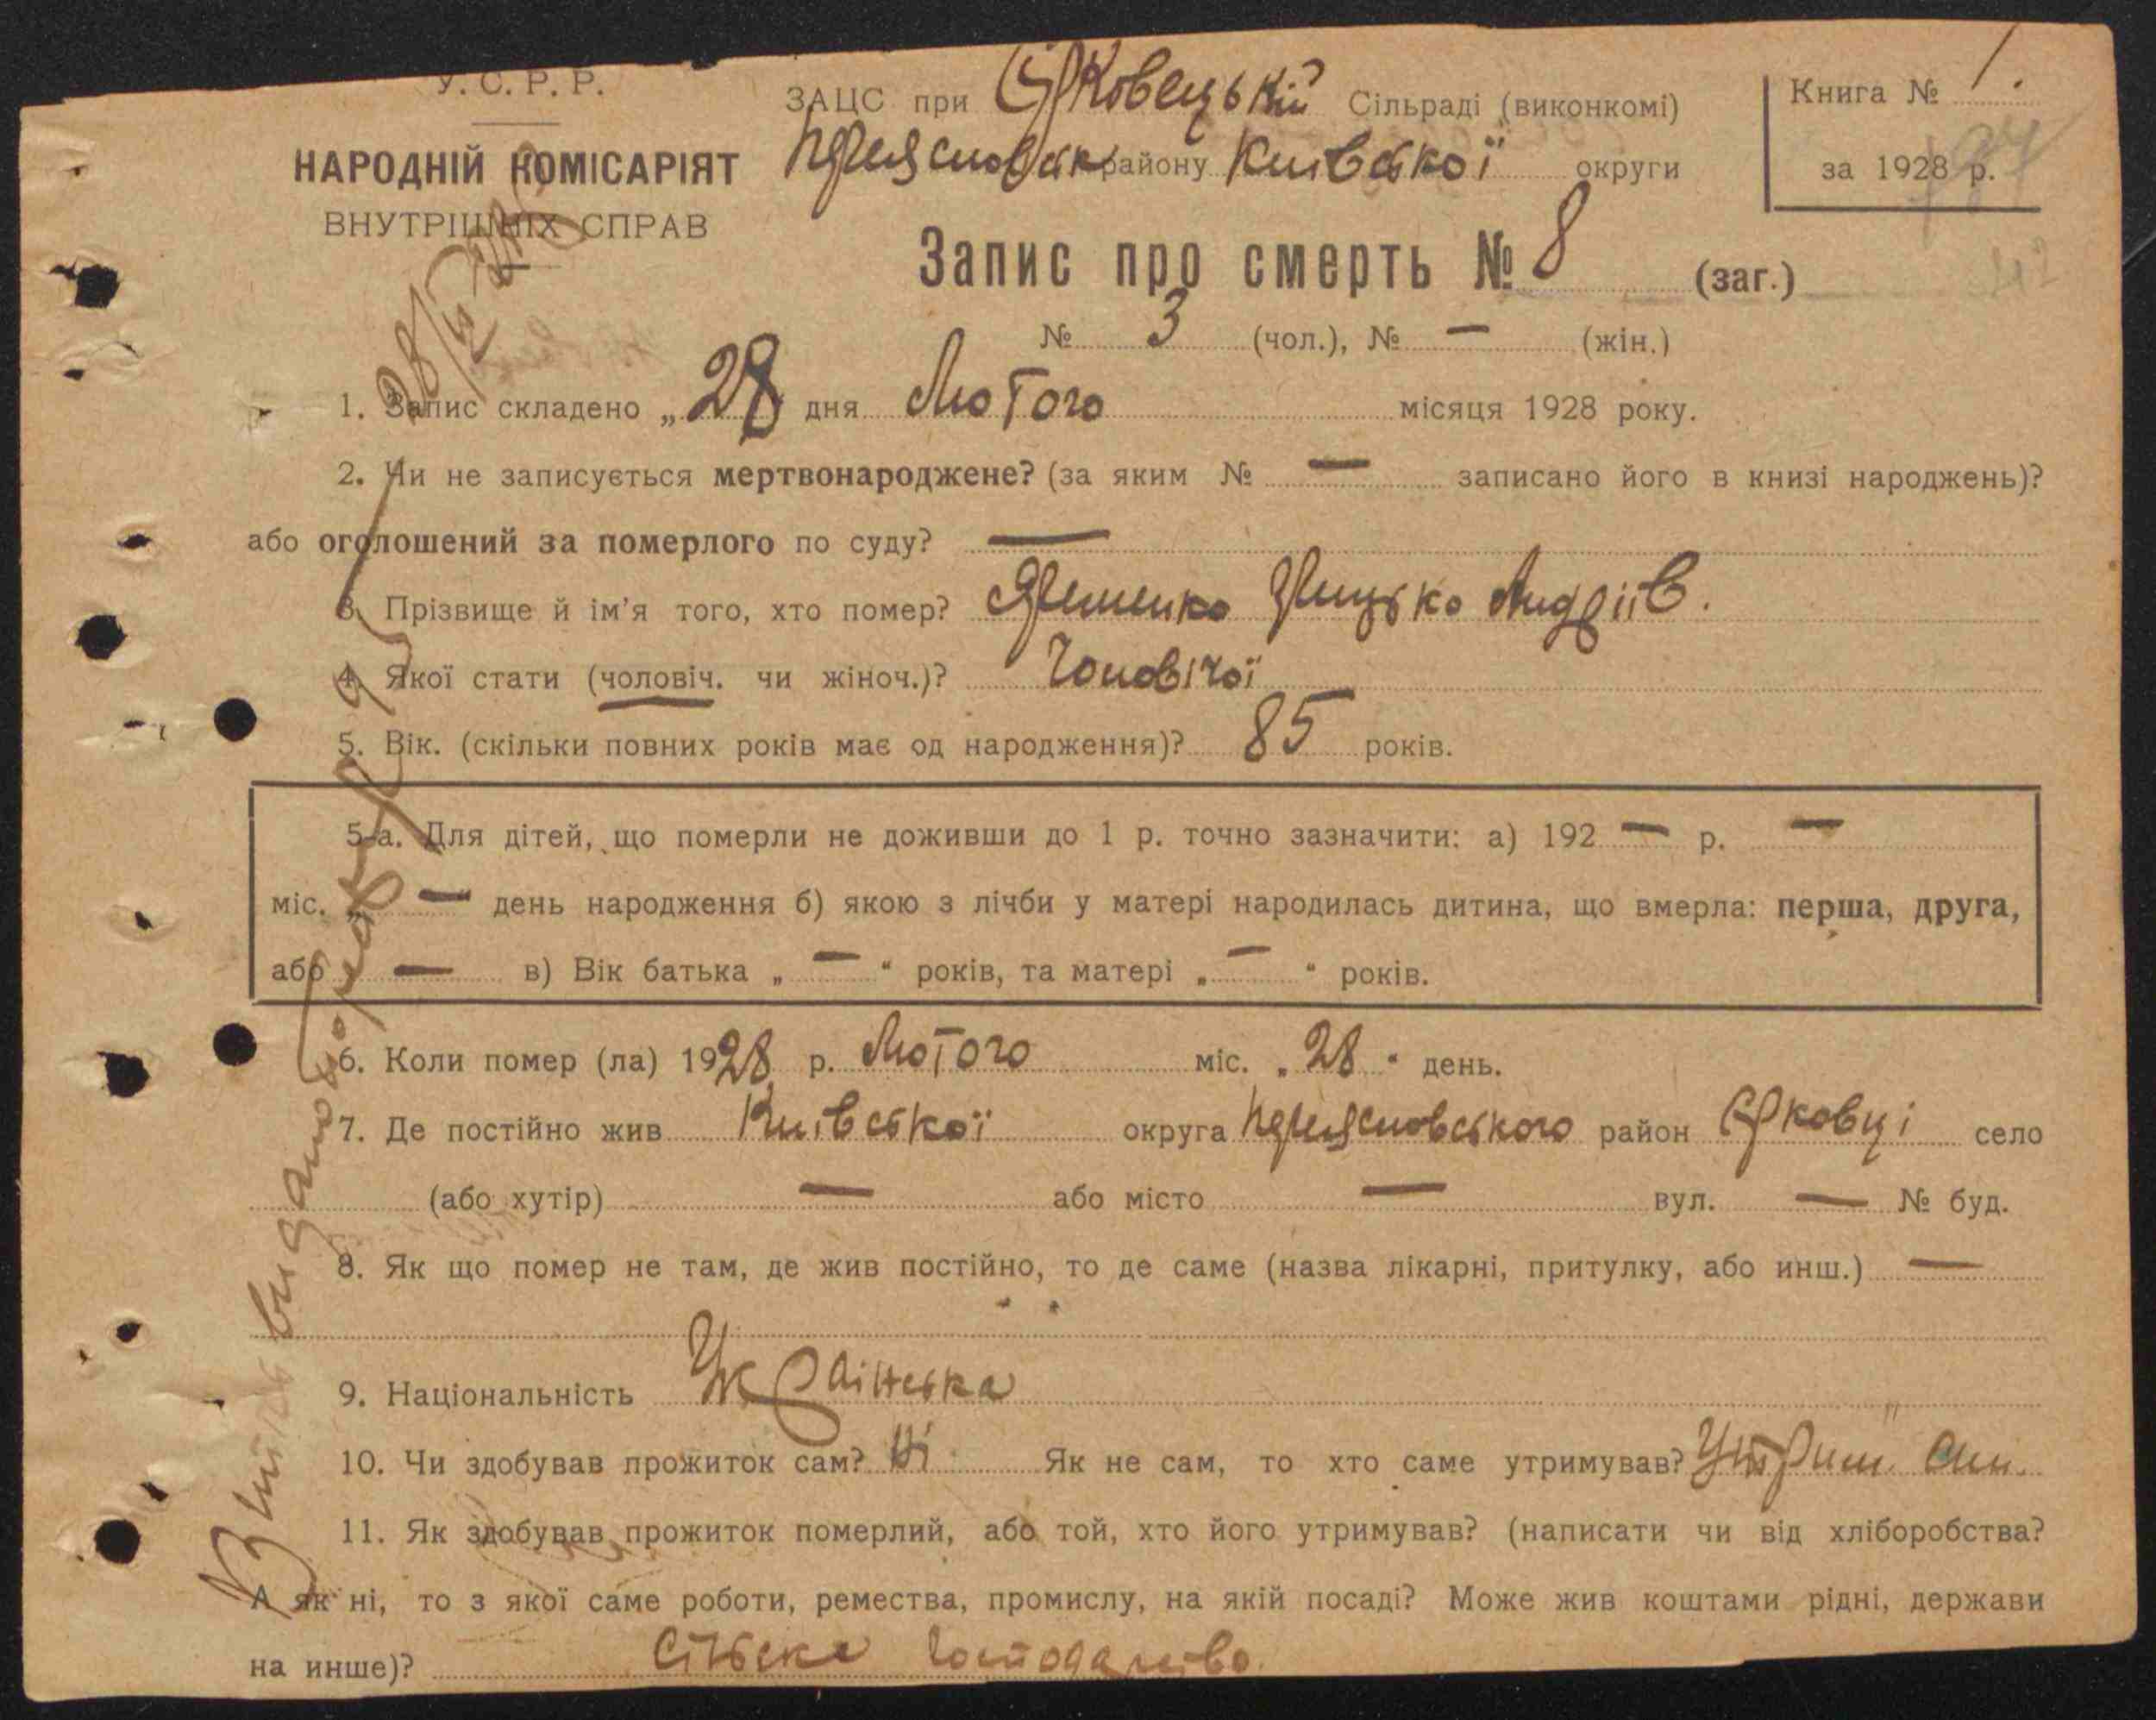 У. С. Р. Р.
НАРОДНІЙ КОМІСАРІЯТ
ВНУТРІШНІХ СПРАВ
ЗАЦС при Єрковецькій Сільраді (виконкомі)
району Київської округи
Книга № 1.
за 1928 р.
Запис про смерть № 8 (заг.)
№ 3 (чол.), № — (жін.)
1. Запис складено „ 28 дня Лютого місяця 1928 року.
2. Чи не записується мертвонароджене? (за яким № — записано його в книзі народжень)?
або оголошений за померлого по суду? —
3. Прізвище й ім’я того, хто помер? Яременко Грицько Андріїв.
4. Якої стати (чоловіч. чи жіноч.)? Чоловічої
5. Вік. (скільки повних років має од народження)? 85 років.
5-а. Для дітей, що померли не доживши до 1 р. точно зазначити: а) 192 — р. —
міс. „ — “ день народження б) якою з лічби у матері народилась дитина, що вмерла: перша, друга,
або — в) Вік батька „ — “ років, та матері „ — “ років.
6. Коли помер (ла) 1928 р. Лютого міс. „ 28 “ день.
7. Де постійно жив Київської округа район Єрковці село
(або хутір) — або місто — вул. — № буд.
8. Як що помер не там, де жив постійно, то де саме (назва лікарні, притулку, або инш.) —
9. Національність Українська
10. Чи здобував прожиток сам? Ні Як не сам, то хто саме утримував? Утрим. син.
11. Як здобував прожиток померлий, або той, хто його утримував? (написати чи від хліборобства?
А як ні, то з якої саме роботи, ремества, промислу, на якій посаді? Може жив коштами рідні, держави
на инше)? господарство
Витяг видано